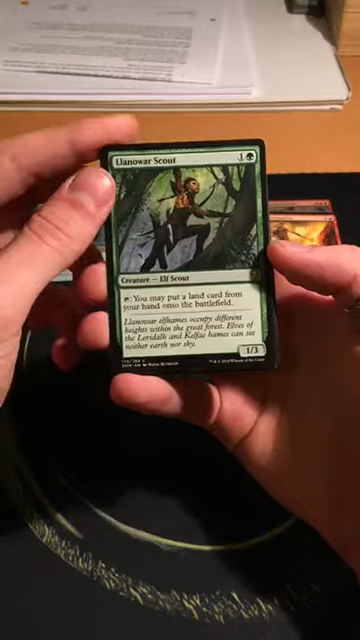 Llanowar Scout 1
Creature — Elf Scout
: You may put a land card from
your hand onto the battlefield.
Llanowar elfhames occupy different
heights within the great forest. Elves of
the Leridalh and Kelfae hames can see
neither earth nor sky.
1/3
DOM • EN